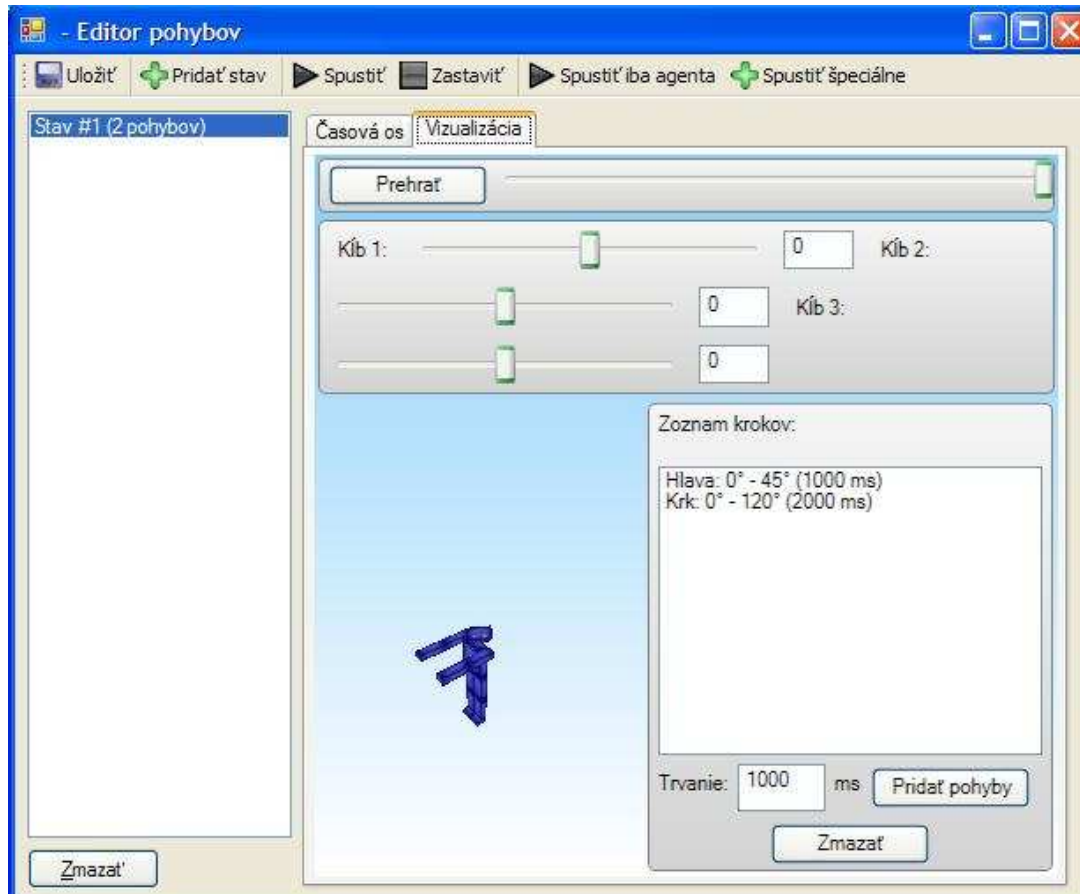 - Editor pohybov
Uložiť Pridať stav Spustiť Zastaviť Spustiť iba agenta Spustiť špeciálne
Stav #1 (2 pohybov)
Časová os Vizualizácia
Prehrať
Kĺb 1: 0 Kĺb 2:
0 Kĺb 3:
0
Zoznam krokov:
Hlava: 0° - 45° (1000 ms)
Krk: 0° - 120° (2000 ms)
Trvanie: 1000 ms Pridať pohyby
Zmazať
Zmazať